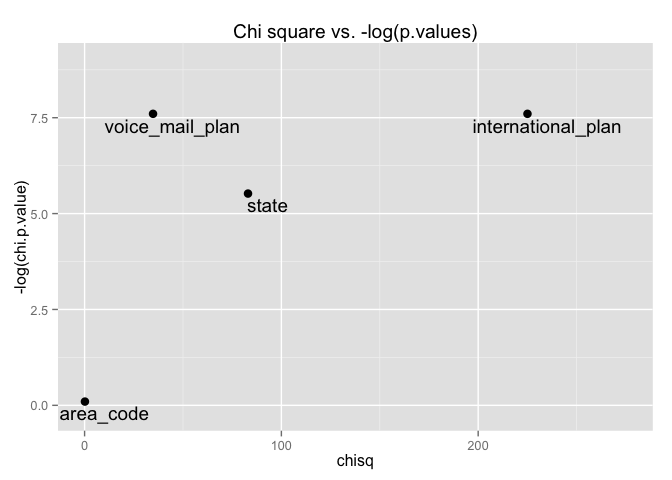 Chi square vs. -log(p.values)
-log(chi.p.value)
7.5
5.0
2.5
0.0
voice_mail_plan
international_plan
state
area_code
0
100
200
chisq